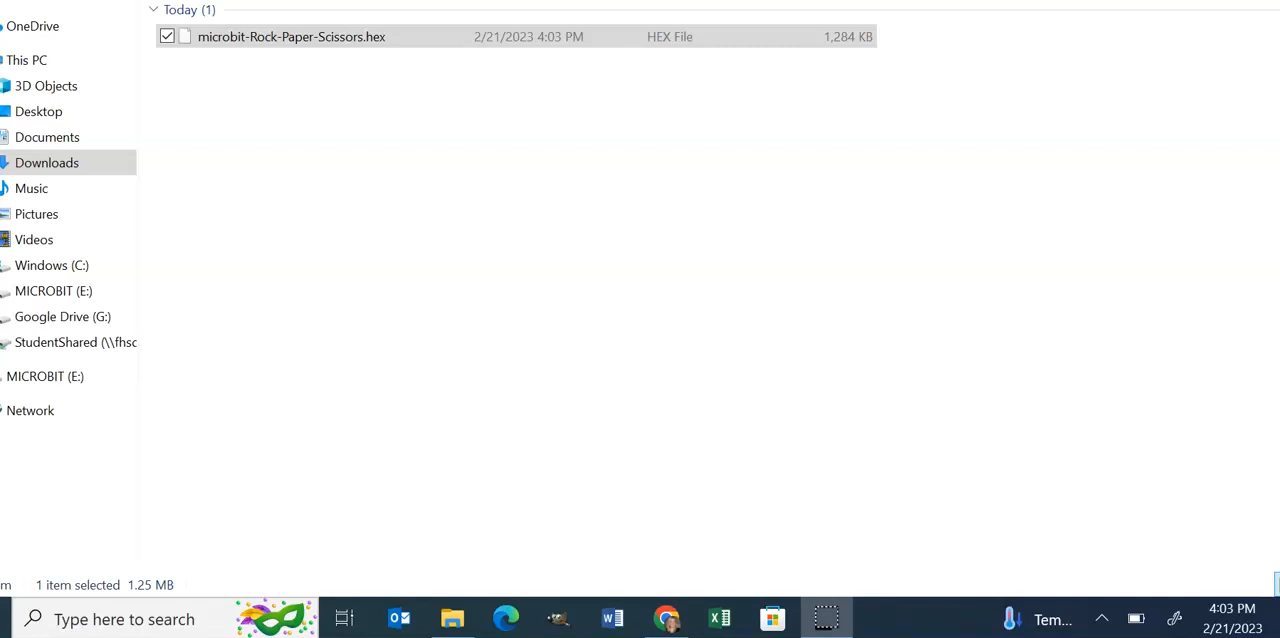 Today (1)
OneDrive
microbit-Rock-Paper-Scissors.hex 2/21/2023 4:03 PM HEX File 1,284 KB
This PC
3D Objects
Desktop
Documents
Downloads
Music
Pictures
Videos
Windows (C:)
MICROBIT (E:)
Google Drive (G:)
StudentShared (\\fhsc
MICROBIT (E:)
Network
m 1 item selected 1.25 MB
Type here to search
Tem... 4:03 PM
2/21/2023